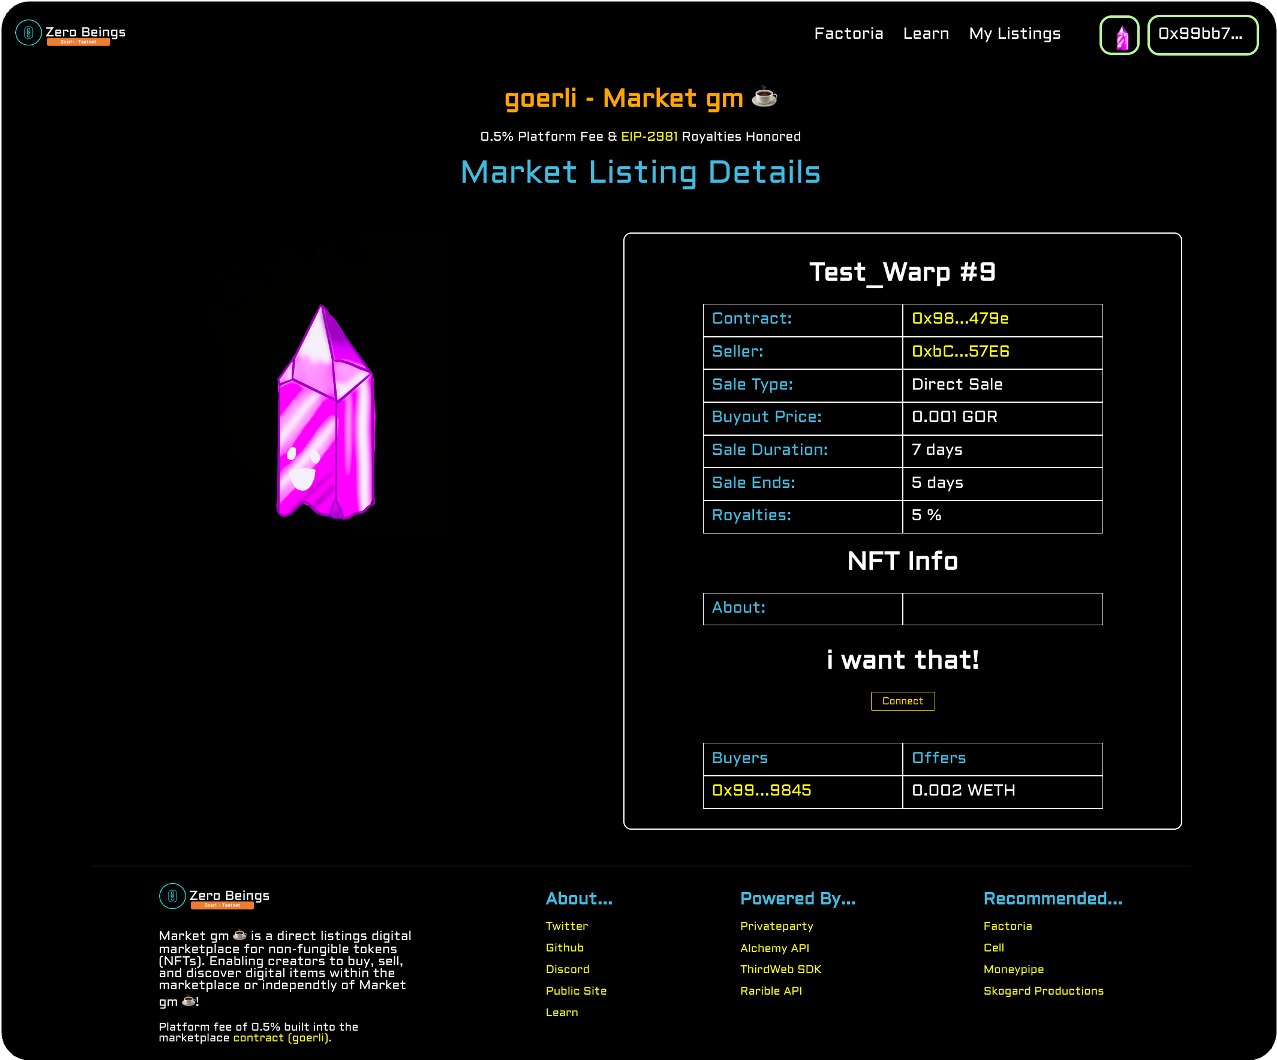 Zero Beings
Goerli - Testnet
Factoria
Learn
My Listings
0x99bb7...
goerli - Market gm ☕
0.5% Platform Fee & EIP-2981 Royalties Honored
Market Listing Details
Test_Warp #9
Contract: 0x98...479e
Seller: 0xbC...57E6
Sale Type: Direct Sale
Buyout Price: 0.001 GOR
Sale Duration: 7 days
Sale Ends: 5 days
Royalties: 5 %
NFT Info
About:
i want that!
Connect
Buyers Offers
0x99...9845 0.002 WETH
Zero Beings
Goerli - Testnet
Market gm ☕ is a direct listings digital
marketplace for non-fungible tokens
(NFTs). Enabling creators to buy, sell,
and discover digital items within the
marketplace or independtly of Market
gm ☕!
Platform fee of 0.5% built into the
marketplace contract (goerli).
About...
Twitter
Github
Discord
Public Site
Learn
Powered By...
Privateparty
Alchemy API
ThirdWeb SDK
Rarible API
Recommended...
Factoria
Cell
Moneypipe
Skogard Productions